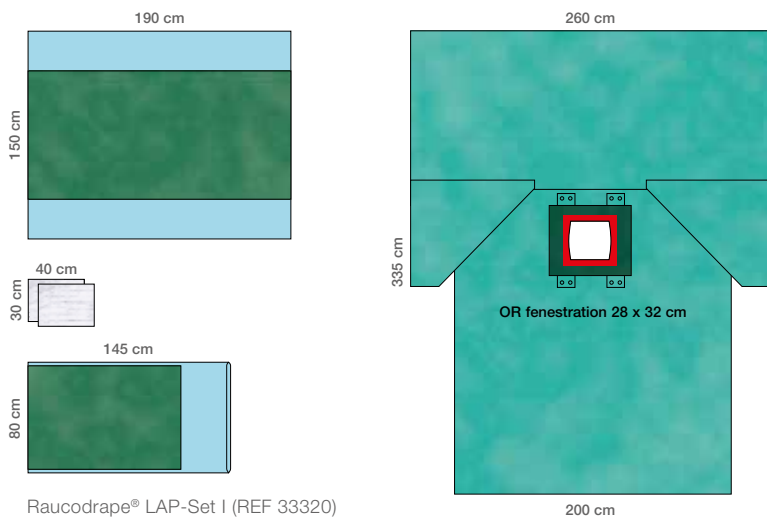 190 cm
150 cm
40 cm
30 cm
145 cm
80 cm
Raucodrape® LAP-Set I (REF 33320)
260 cm
335 cm
OR fenestration 28 x 32 cm
200 cm